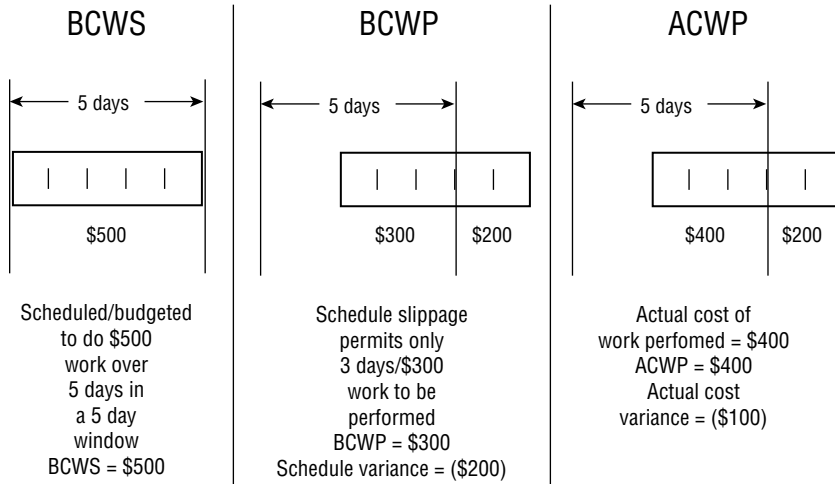 BCWS
5 days
$500
Scheduled/budgeted
to do $500
work over
5 days in
a 5 day
window
BCWS = $500
BCWP
5 days
$300 $200
Schedule slippage
permits only
3 days/$300
work to be
performed
BCWP = $300
Schedule variance = ($200)
ACWP
5 days
$400 $200
Actual cost of
work perfomed = $400
ACWP = $400
Actual cost
variance = ($100)